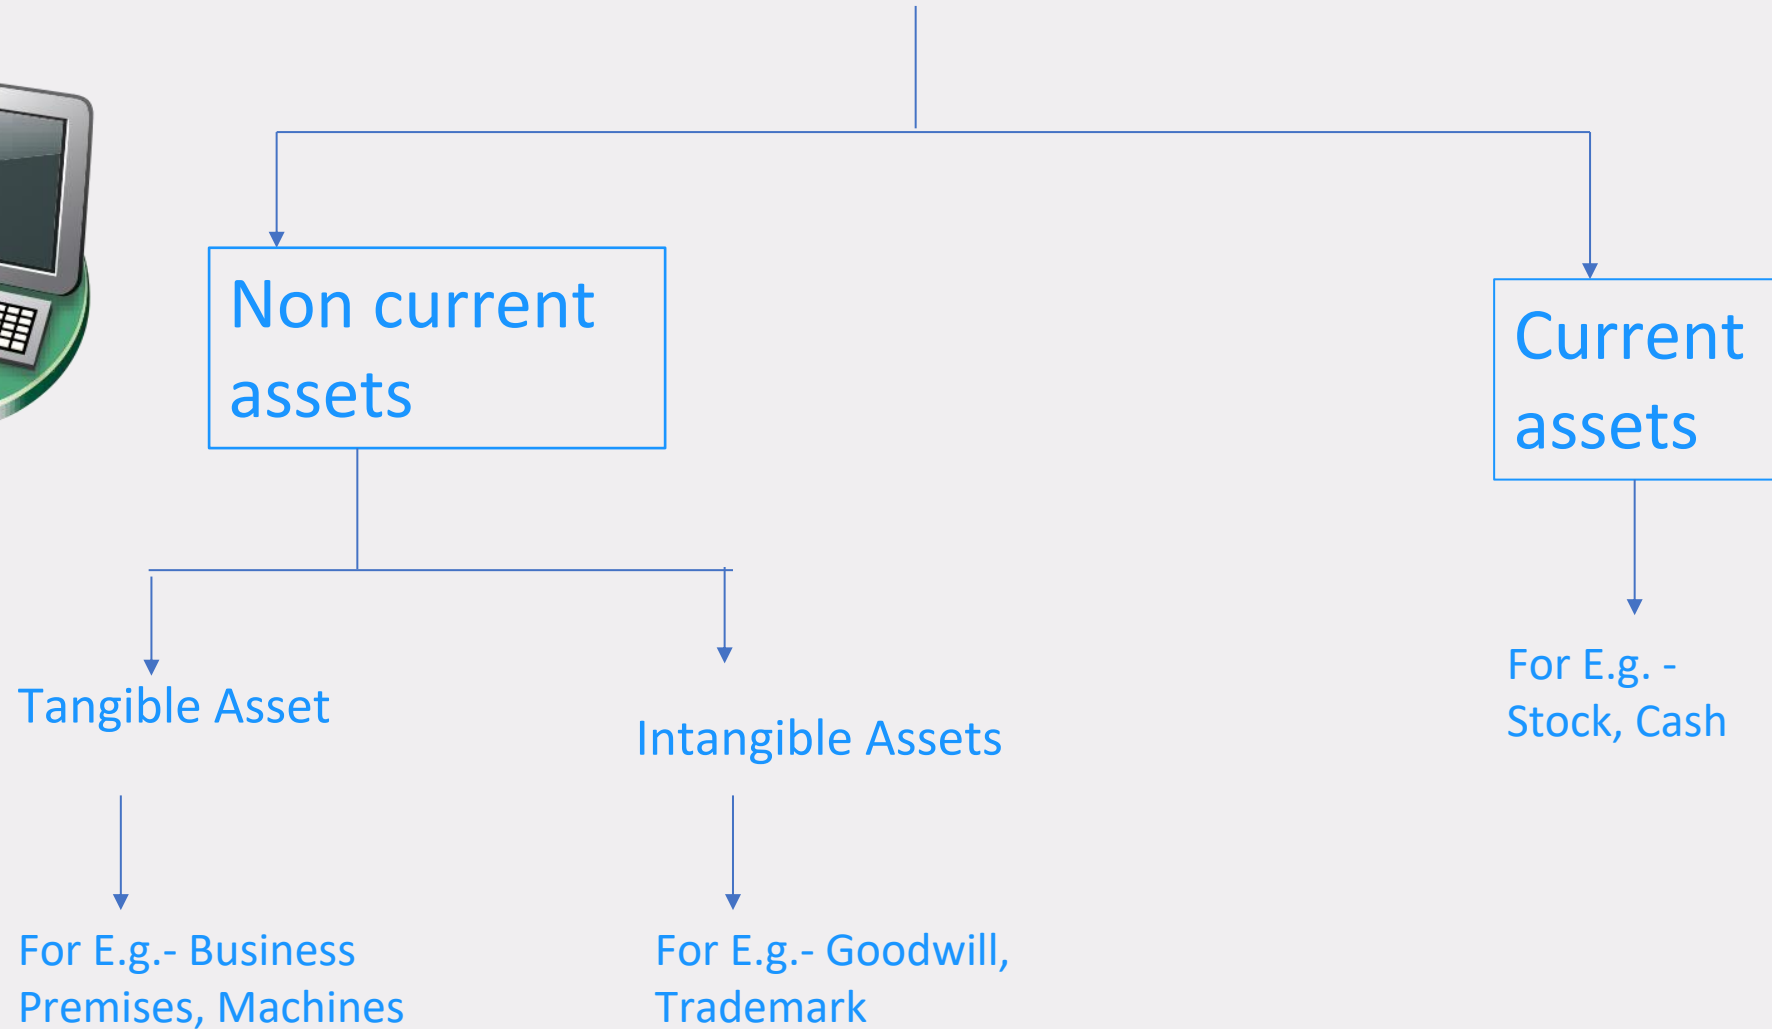 Non current
assets
Current
assets
Tangible Asset
Intangible Assets
For E.g. -
Stock, Cash
For E.g.- Business
Premises, Machines
For E.g.- Goodwill,
Trademark